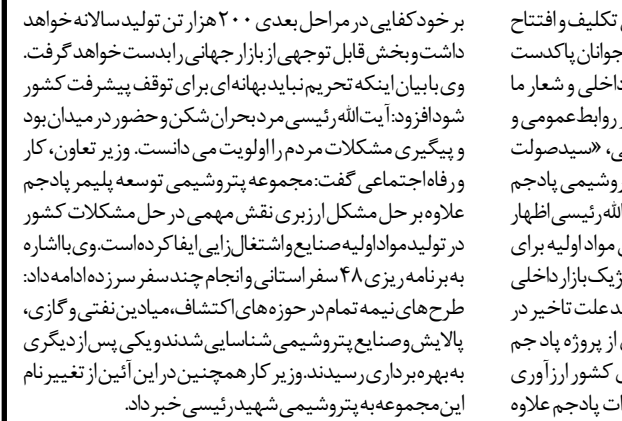 تکلیف و افتتاح
جوانان پاکدست
داخلی و شعار ما
روابط عمومی و
«سیدصولت
پتروشیمی پادجم
الله رئیسی اظهار
مواد اولیه برای
بازار داخلی
علت تاخیر در
از پروژه پاد جم
کشور ارزآوری
پادجم علاوه
بر خودکفایی در مراحل بعدی ۲۰۰ هزار تن تولید سالانه خواهد
داشت و بخش قابل توجهی از بازار جهانی را بدست خواهد گرفت.
وی با بیان اینکه تحریم نباید بهانه‌ای برای توقف پیشرفت کشور
شود افزود: آیت‌الله رئیسی مرد بحران شکن و حضور در میدان بود
و پیگیری مشکلات مردم را اولویت می دانست. وزیر تعاون، کار
و رفاه اجتماعی گفت: مجموعه پتروشیمی توسعه پلیمر پادجم
علاوه بر حل مشکل ارزبری نقش مهمی در حل مشکلات کشور
در تولید مواد اولیه صنایع و اشتغال زایی ایفا کرده است. وی با اشاره
به برنامه ریزی ۴۸ سفر استانی و انجام چند سفر سر زده ادامه داد:
طرح های نیمه تمام در حوزه های اکتشاف، میادین نفتی و گازی،
پالایش و صنایع پتروشیمی شناسایی شدند و یکی پس از دیگری
به بهره برداری رسیدند. وزیر کار همچنین در این آئین از تغییر نام
این مجموعه به پتروشیمی شهید رئیسی خبر داد.